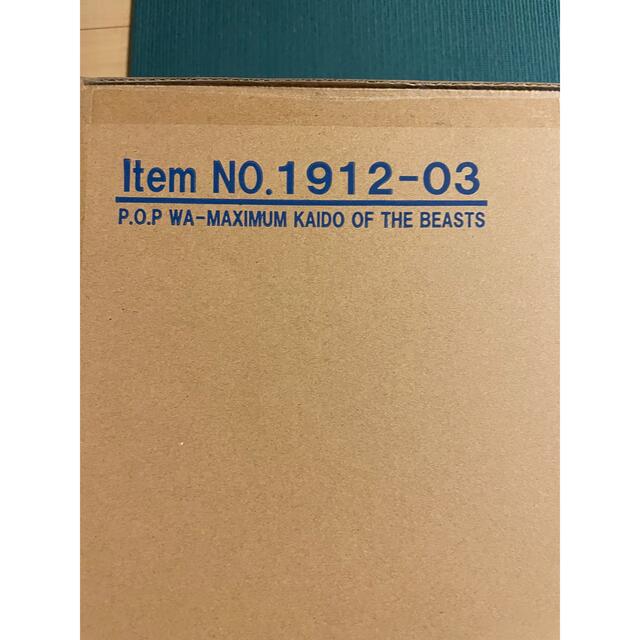 Item NO.1912-03
P.O.P WA-MAXIMUM KAIDO OF THE BEASTS